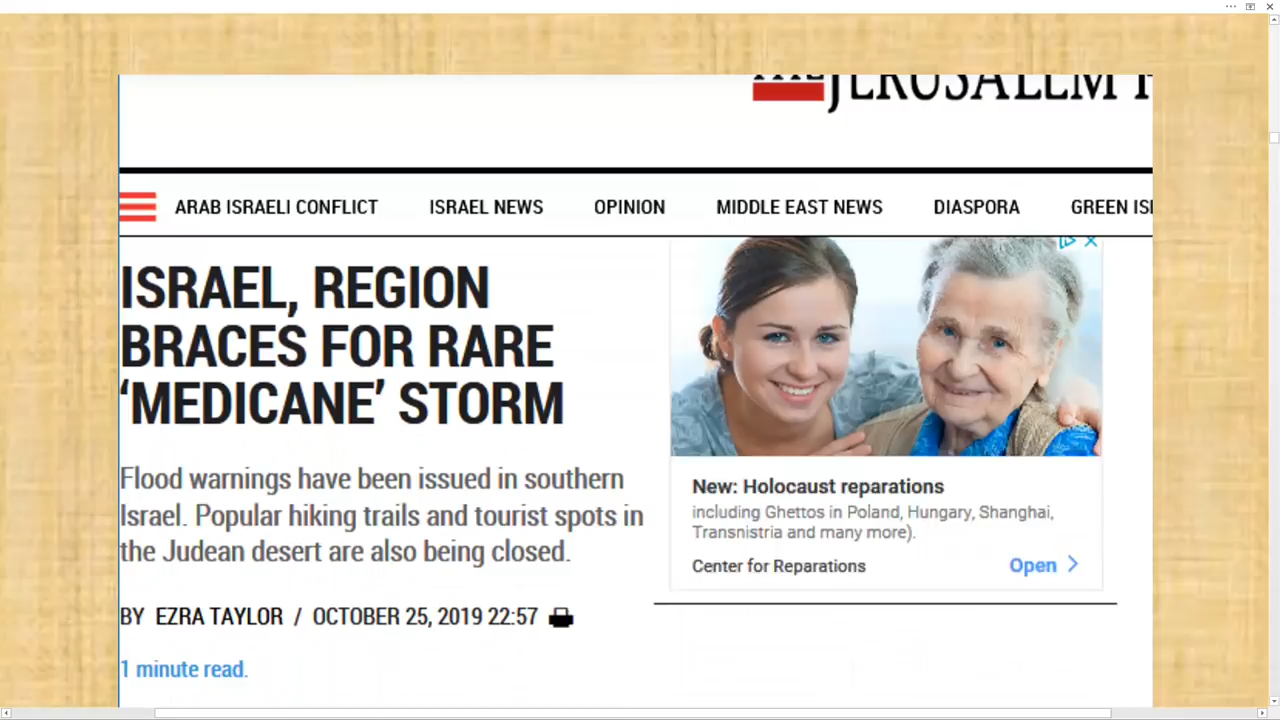 THE JERUSALEM
ARAB ISRAELI CONFLICT ISRAEL NEWS OPINION MIDDLE EAST NEWS DIASPORA GREEN
ISRAEL, REGION
BRACES FOR RARE
‘MEDICANE’ STORM
Flood warnings have been issued in southern
Israel. Popular hiking trails and tourist spots in
the Judean desert are also being closed.
BY EZRA TAYLOR / OCTOBER 25, 2019 22:57
1 minute read.
New: Holocaust reparations
including Ghettos in Poland, Hungary, Shanghai,
Transnistria and many more).
Center for Reparations Open